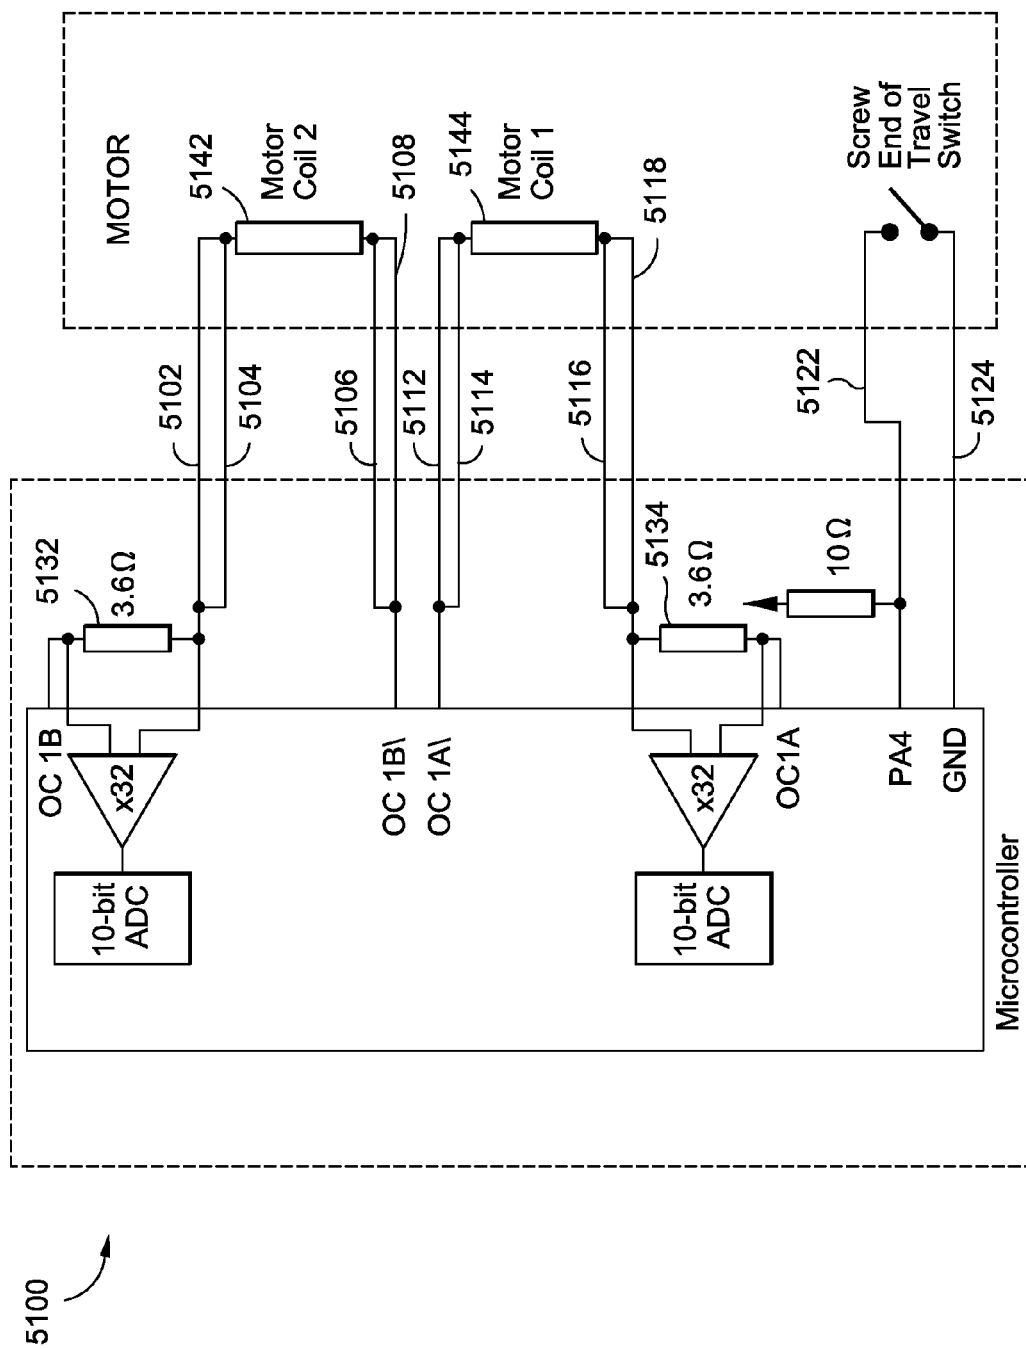 5100
MOTOR
5142
Motor
Coil 2
5108
5144
Motor
Coil 1
5118
Screw
End of
Travel
Switch
5102
5104
5106
5112
5114
5116
5122
5124
5132
3.6Ω
5134
3.6Ω
10Ω
OC 1B
x32
10-bit
ADC
OC 1B\
OC 1A\
x32
10-bit
ADC
OC1A
PA4
GND
Microcontroller